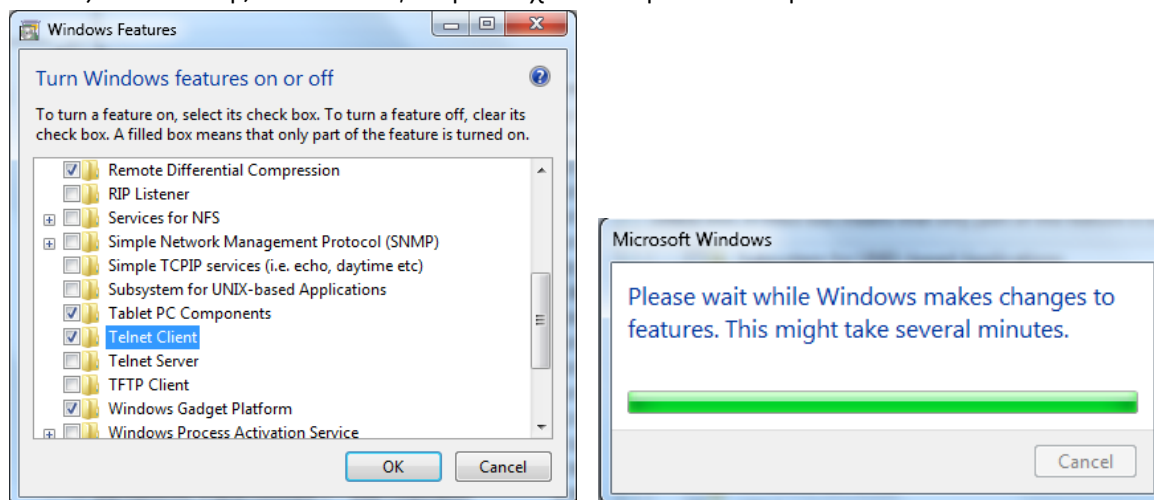 Windows Features
Turn Windows features on or off
To turn a feature on, select its check box. To turn a feature off, clear its
check box. A filled box means that only part of the feature is turned on.
Remote Differential Compression
RIP Listener
Services for NFS
Simple Network Management Protocol (SNMP)
Simple TCPIP services (i.e. echo, daytime etc)
Subsystem for UNIX-based Applications
Tablet PC Components
Telnet Client
Telnet Server
TFTP Client
Windows Gadget Platform
Windows Process Activation Service
OK
Cancel
Microsoft Windows
Please wait while Windows makes changes to
features. This might take several minutes.
Cancel